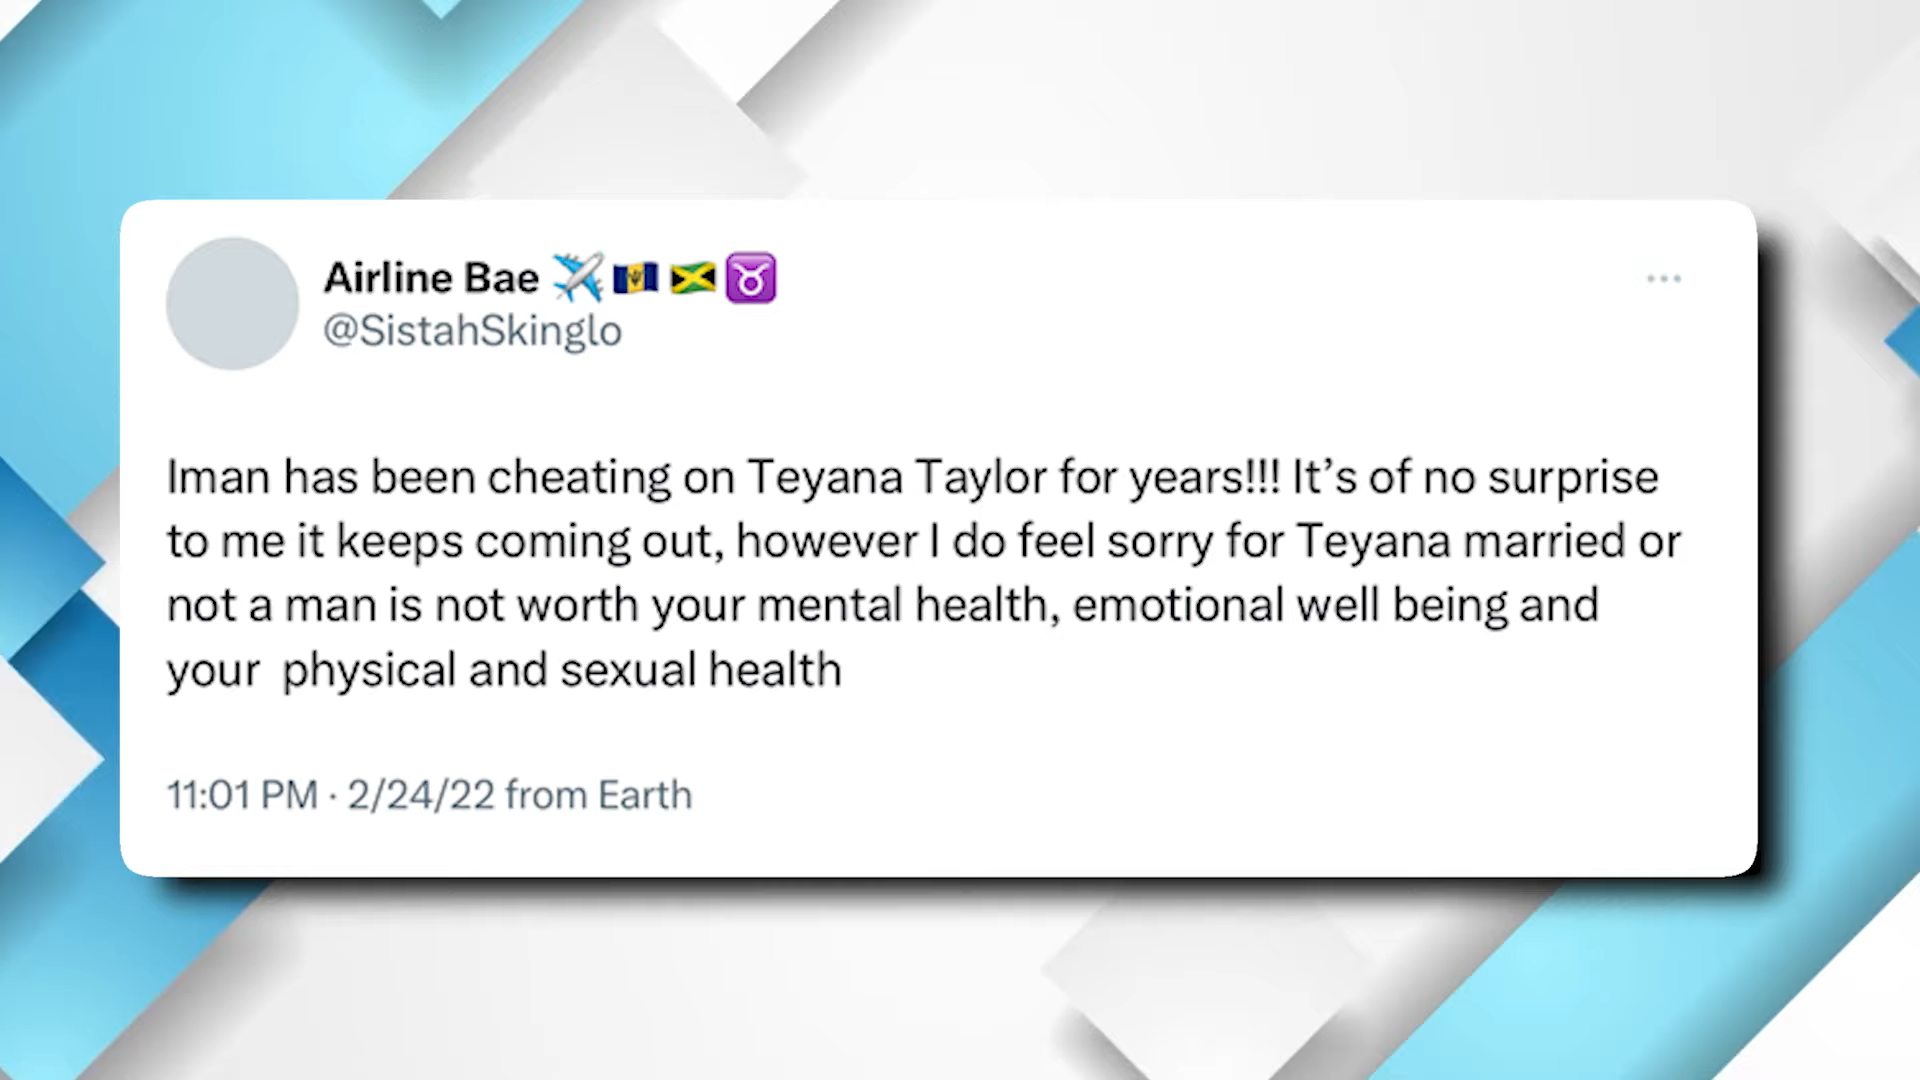 Airline Bae ✈️🇧🇧🇯🇲♉
@SistahSkinglo
Iman has been cheating on Teyana Taylor for years!!! It’s of no surprise
to me it keeps coming out, however I do feel sorry for Teyana married or
not a man is not worth your mental health, emotional well being and
your  physical and sexual health
11:01 PM · 2/24/22 from Earth